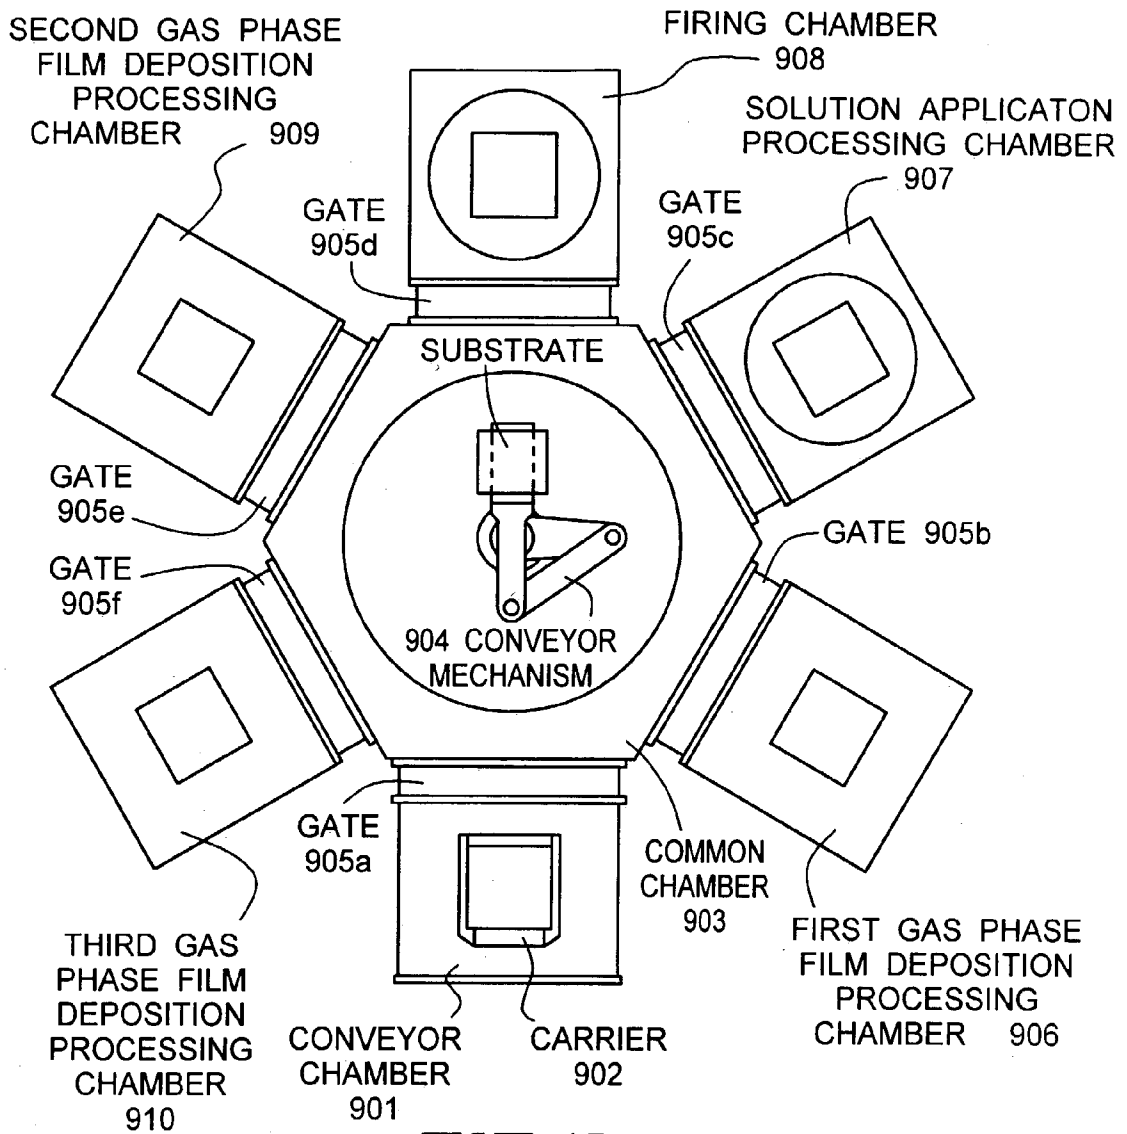 SECOND GAS PHASE
FILM DEPOSITION
PROCESSING
CHAMBER 909
FIRING CHAMBER
908
SOLUTION APPLICATON
PROCESSING CHAMBER
907
GATE
905d
GATE
905c
SUBSTRATE
GATE
905e
GATE 905b
GATE
905f
904 CONVEYOR
MECHANISM
GATE
905a
COMMON
CHAMBER
903
FIRST GAS PHASE
FILM DEPOSITION
PROCESSING
CHAMBER 906
THIRD GAS
PHASE FILM
DEPOSITION
PROCESSING
CHAMBER
910
CONVEYOR
CHAMBER
901
CARRIER
902